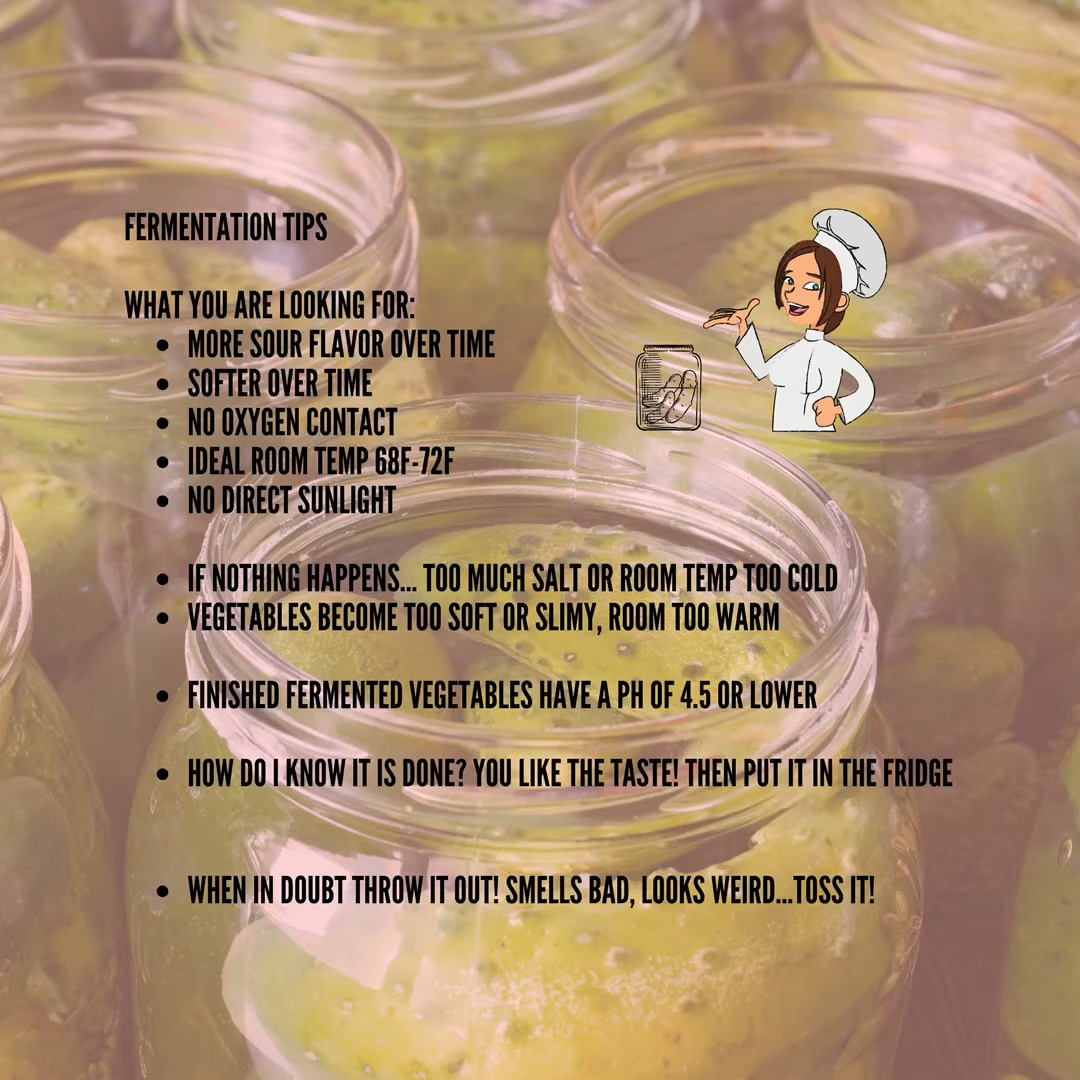 FERMENTATION TIPS
WHAT YOU ARE LOOKING FOR:
• MORE SOUR FLAVOR OVER TIME
• SOFTER OVER TIME
• NO OXYGEN CONTACT
• IDEAL ROOM TEMP 68F-72F
• NO DIRECT SUNLIGHT
• IF NOTHING HAPPENS... TOO MUCH SALT OR ROOM TEMP TOO COLD
• VEGETABLES BECOME TOO SOFT OR SLIMY, ROOM TOO WARM
• FINISHED FERMENTED VEGETABLES HAVE A PH OF 4.5 OR LOWER
• HOW DO I KNOW IT IS DONE? YOU LIKE THE TASTE! THEN PUT IT IN THE FRIDGE
• WHEN IN DOUBT THROW IT OUT! SMELLS BAD, LOOKS WEIRD...TOSS IT!